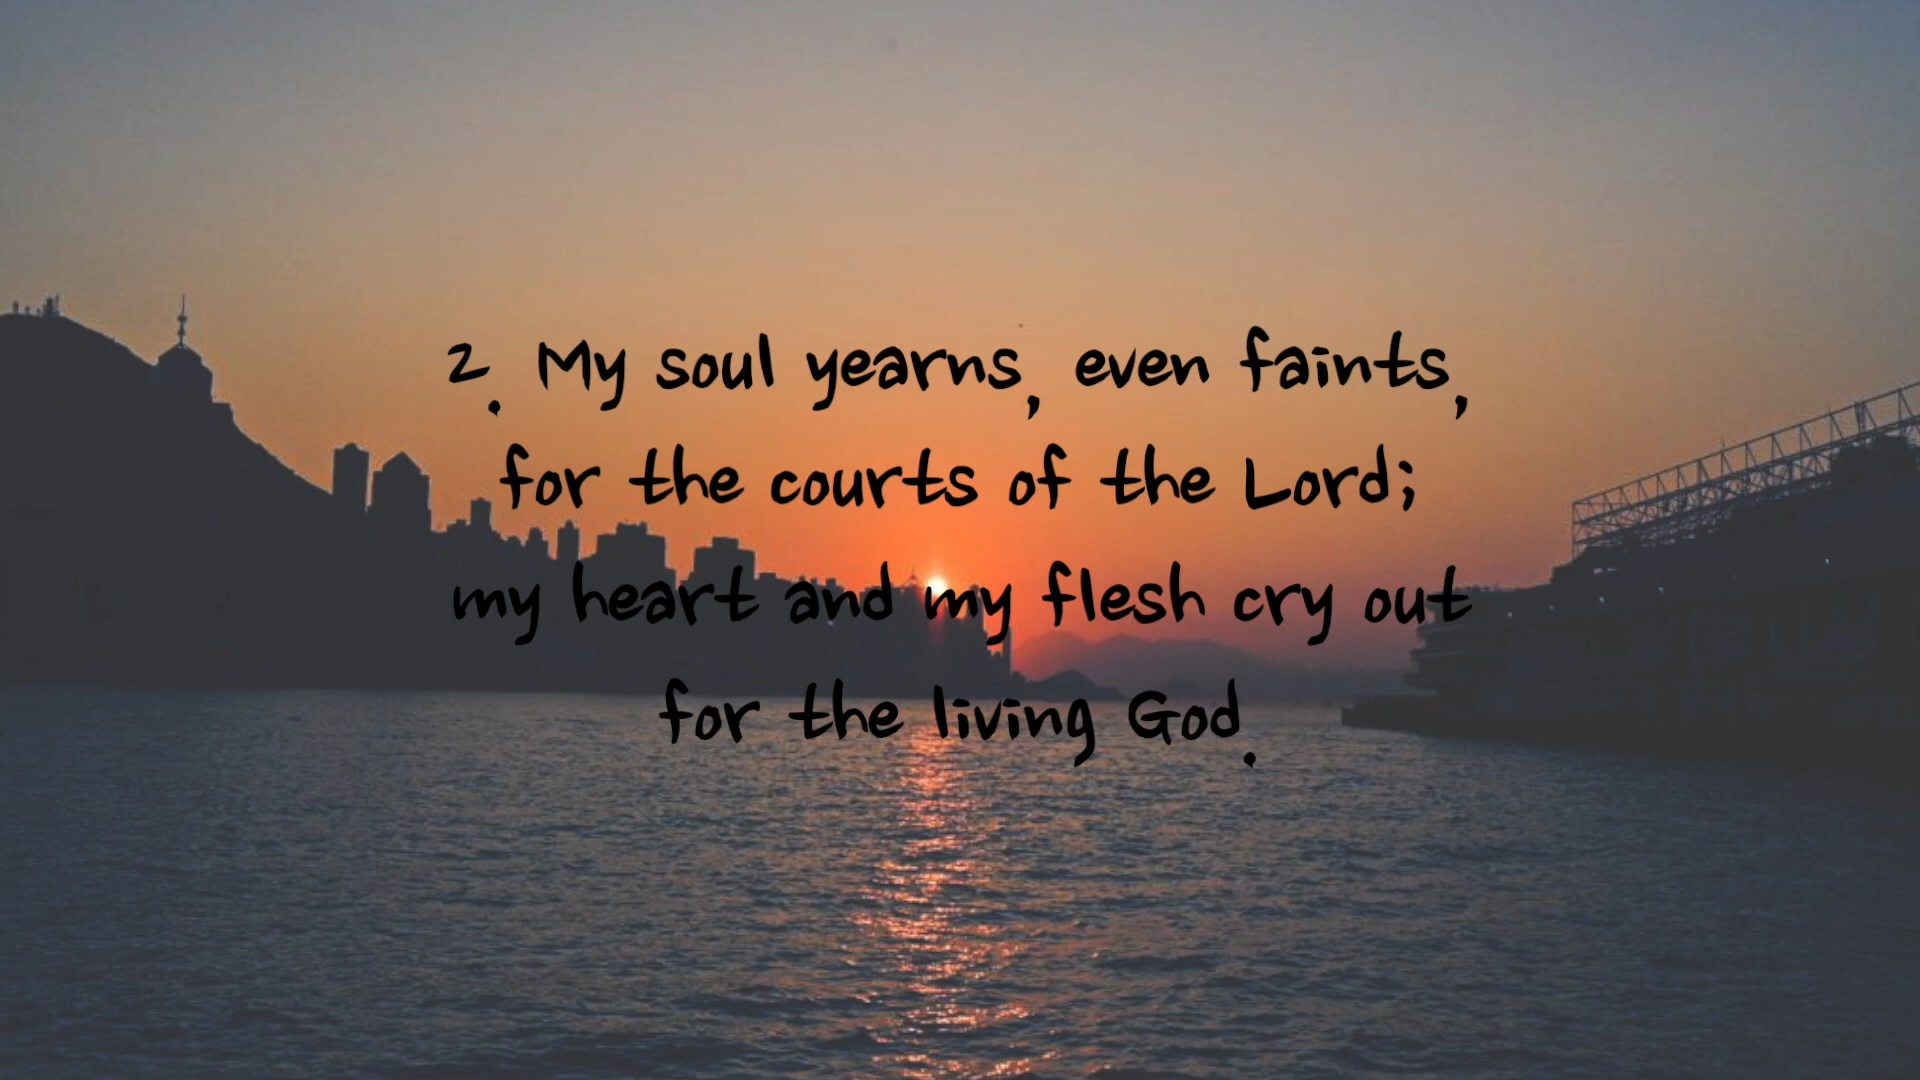 2. My soul yearns, even faints,
for the courts of the Lord;
my heart and my flesh cry out
for the living God.